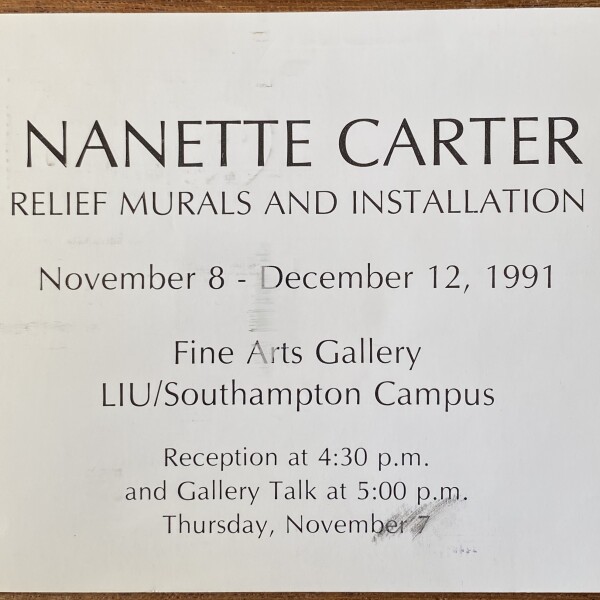 NANETTE CARTER
RELIEF MURALS AND INSTALLATION
November 8 - December 12, 1991
Fine Arts Gallery
LIU/Southampton Campus
Reception at 4:30 p.m.
and Gallery Talk at 5:00 p.m.
Thursday, November 7